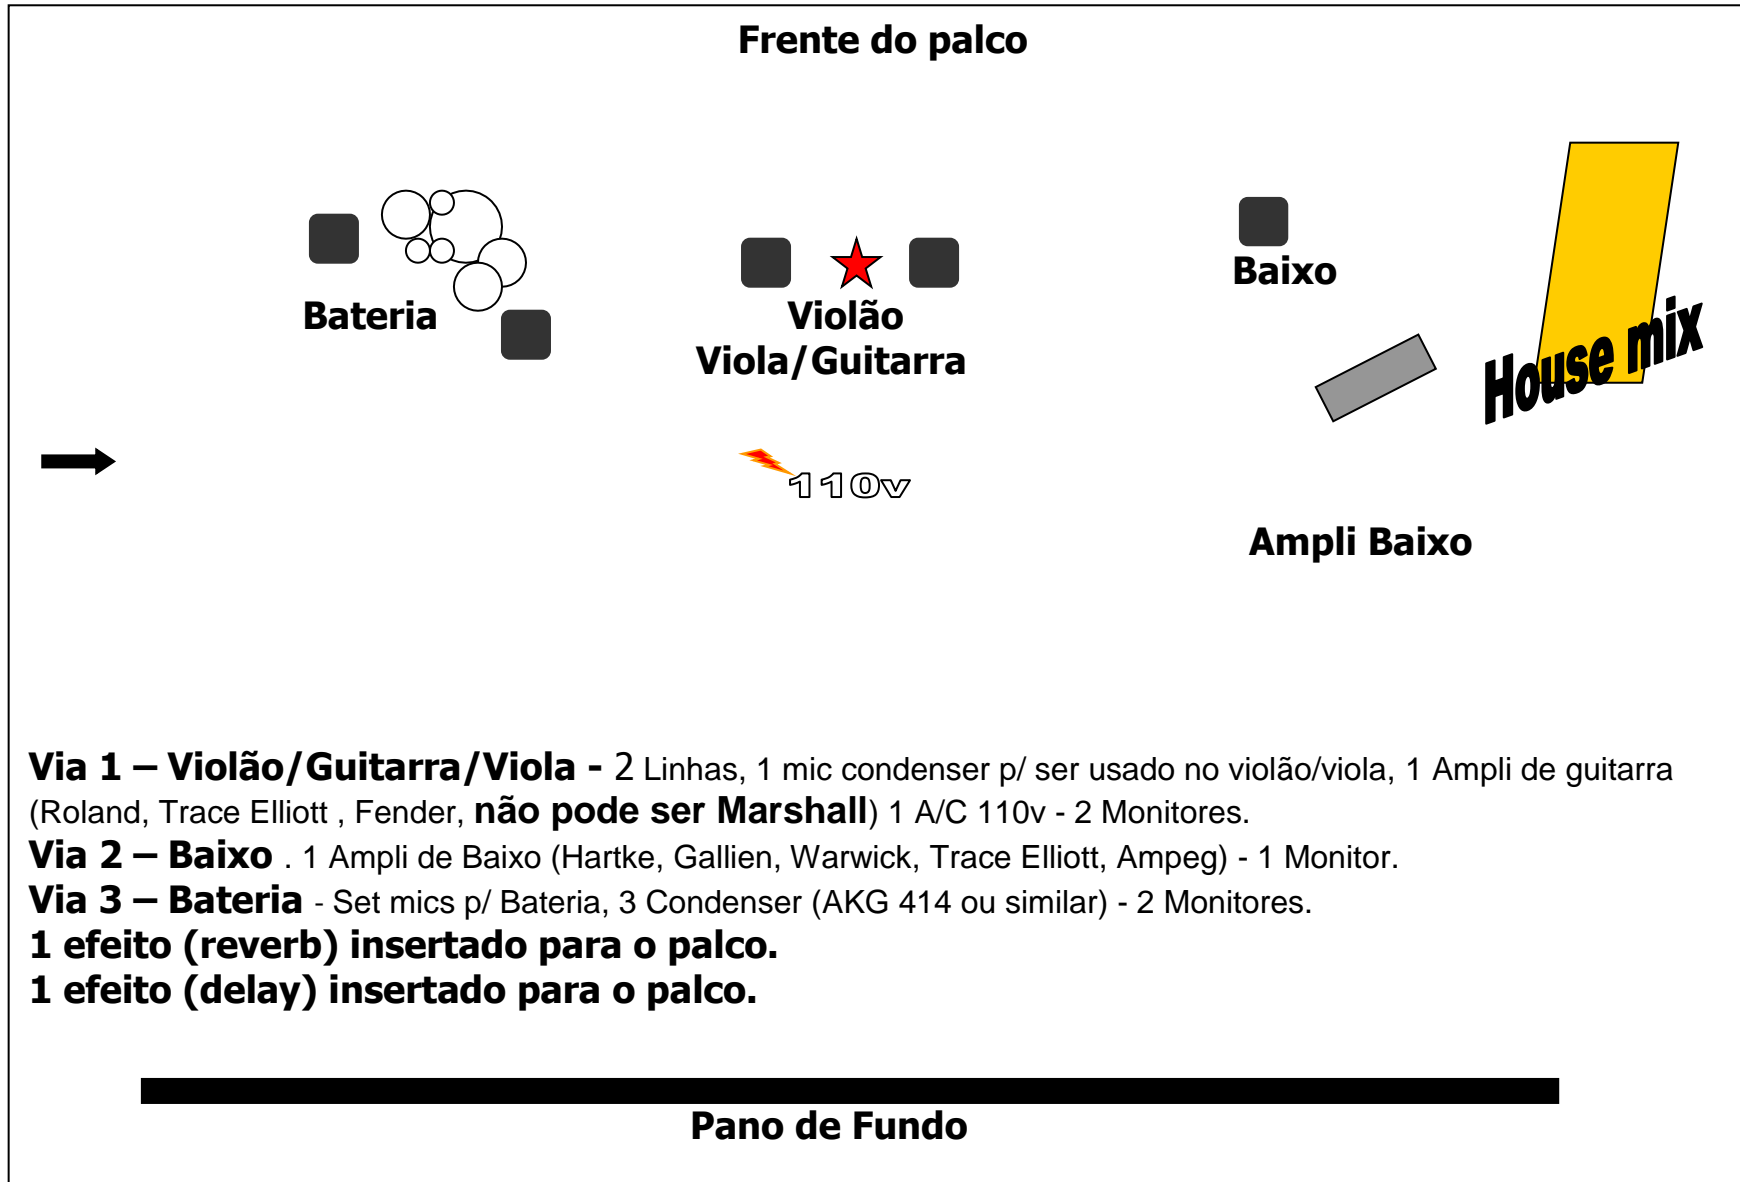 Frente do palco
Bateria
Violão
Viola/Guitarra
Baixo
House mix
110v
Ampli Baixo
Via 1 – Violão/Guitarra/Viola - 2 Linhas, 1 mic condenser p/ ser usado no violão/viola, 1 Ampli de guitarra
(Roland, Trace Elliott , Fender, não pode ser Marshall) 1 A/C 110v - 2 Monitores.
Via 2 – Baixo . 1 Ampli de Baixo (Hartke, Gallien, Warwick, Trace Elliott, Ampeg) - 1 Monitor.
Via 3 – Bateria - Set mics p/ Bateria, 3 Condenser (AKG 414 ou similar) - 2 Monitores.
1 efeito (reverb) insertado para o palco.
1 efeito (delay) insertado para o palco.
Pano de Fundo